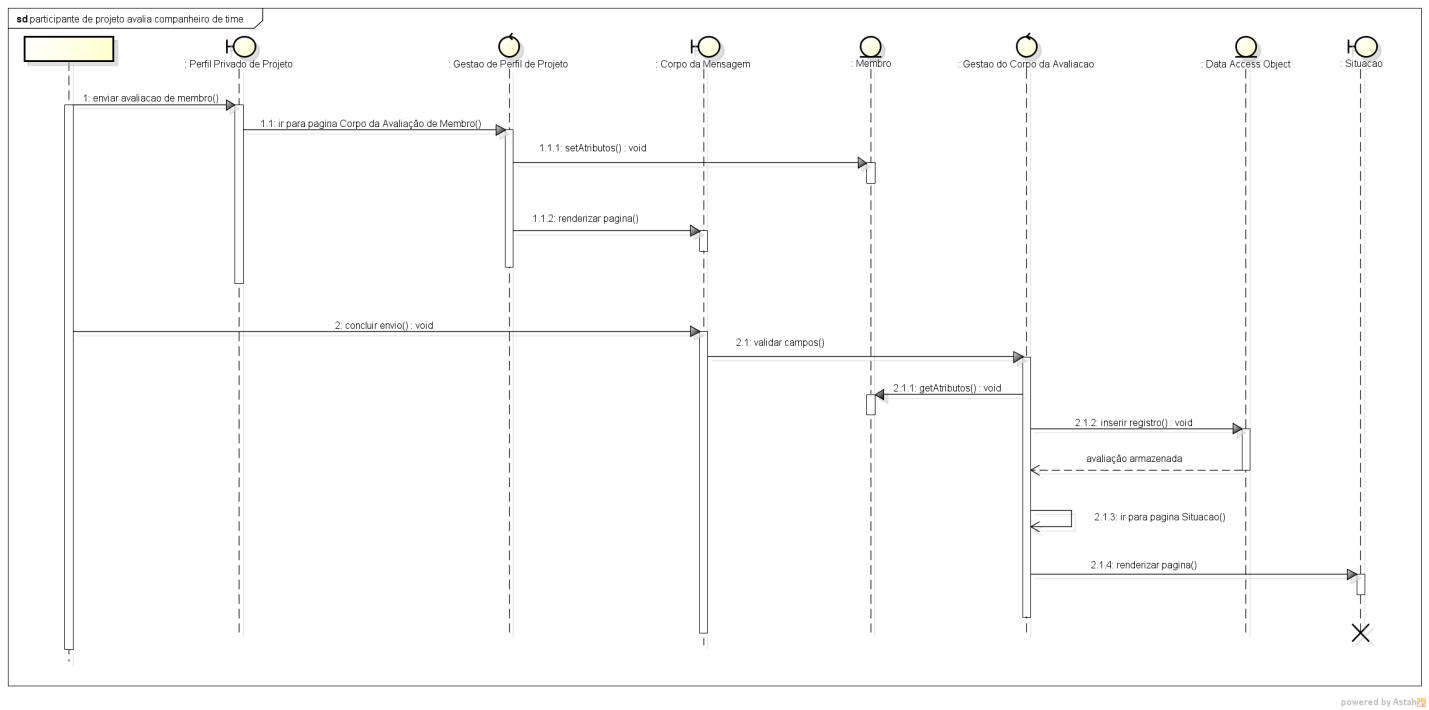 sd participante de projeto avalia companheiro de time
: Perfil Privado de Projeto
: Gestao de Perfil de Projeto
: Corpo da Mensagem
: Membro
: Gestao do Corpo da Avaliacao
: Data Access Object
: Situacao
1: enviar avaliacao de membro()
1.1: ir para pagina Corpo da Avaliação de Membro()
1.1.1: setAtributos() : void
1.1.2: renderizar pagina()
2: concluir envio() : void
2.1: validar campos()
2.1.1: getAtributos() : void
2.1.2: inserir registro() : void
avaliação armazenada
2.1.3: ir para pagina Situacao()
2.1.4: renderizar pagina()
powered by Astah